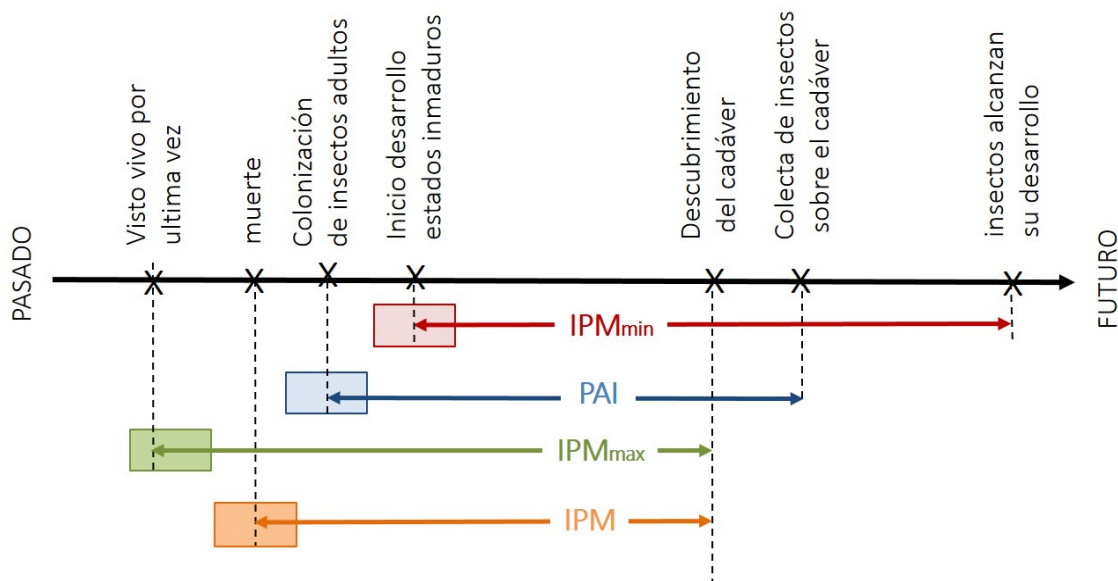 Visto vivo por
ultima vez
muerte
Colonización
de insectos adultos
Inicio desarrollo
estados inmaduros
Descubrimiento
del cadáver
Colecta de insectos
sobre el cadáver
insectos alcanzan
su desarrollo
PASADO
X X X X X X X
FUTURO
IPMmin
PAI
IPMmax
IPM